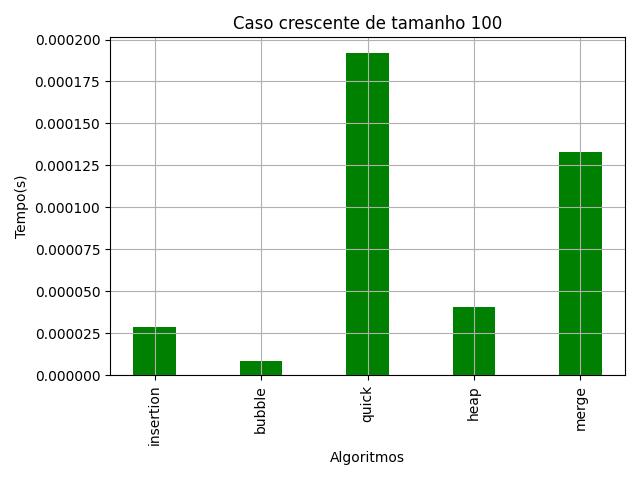 Caso crescente de tamanho 100
Tempo(s)
0.000200
0.000175
0.000150
0.000125
0.000100
0.000075
0.000050
0.000025
0.000000
insertion
bubble
quick
heap
merge
Algoritmos